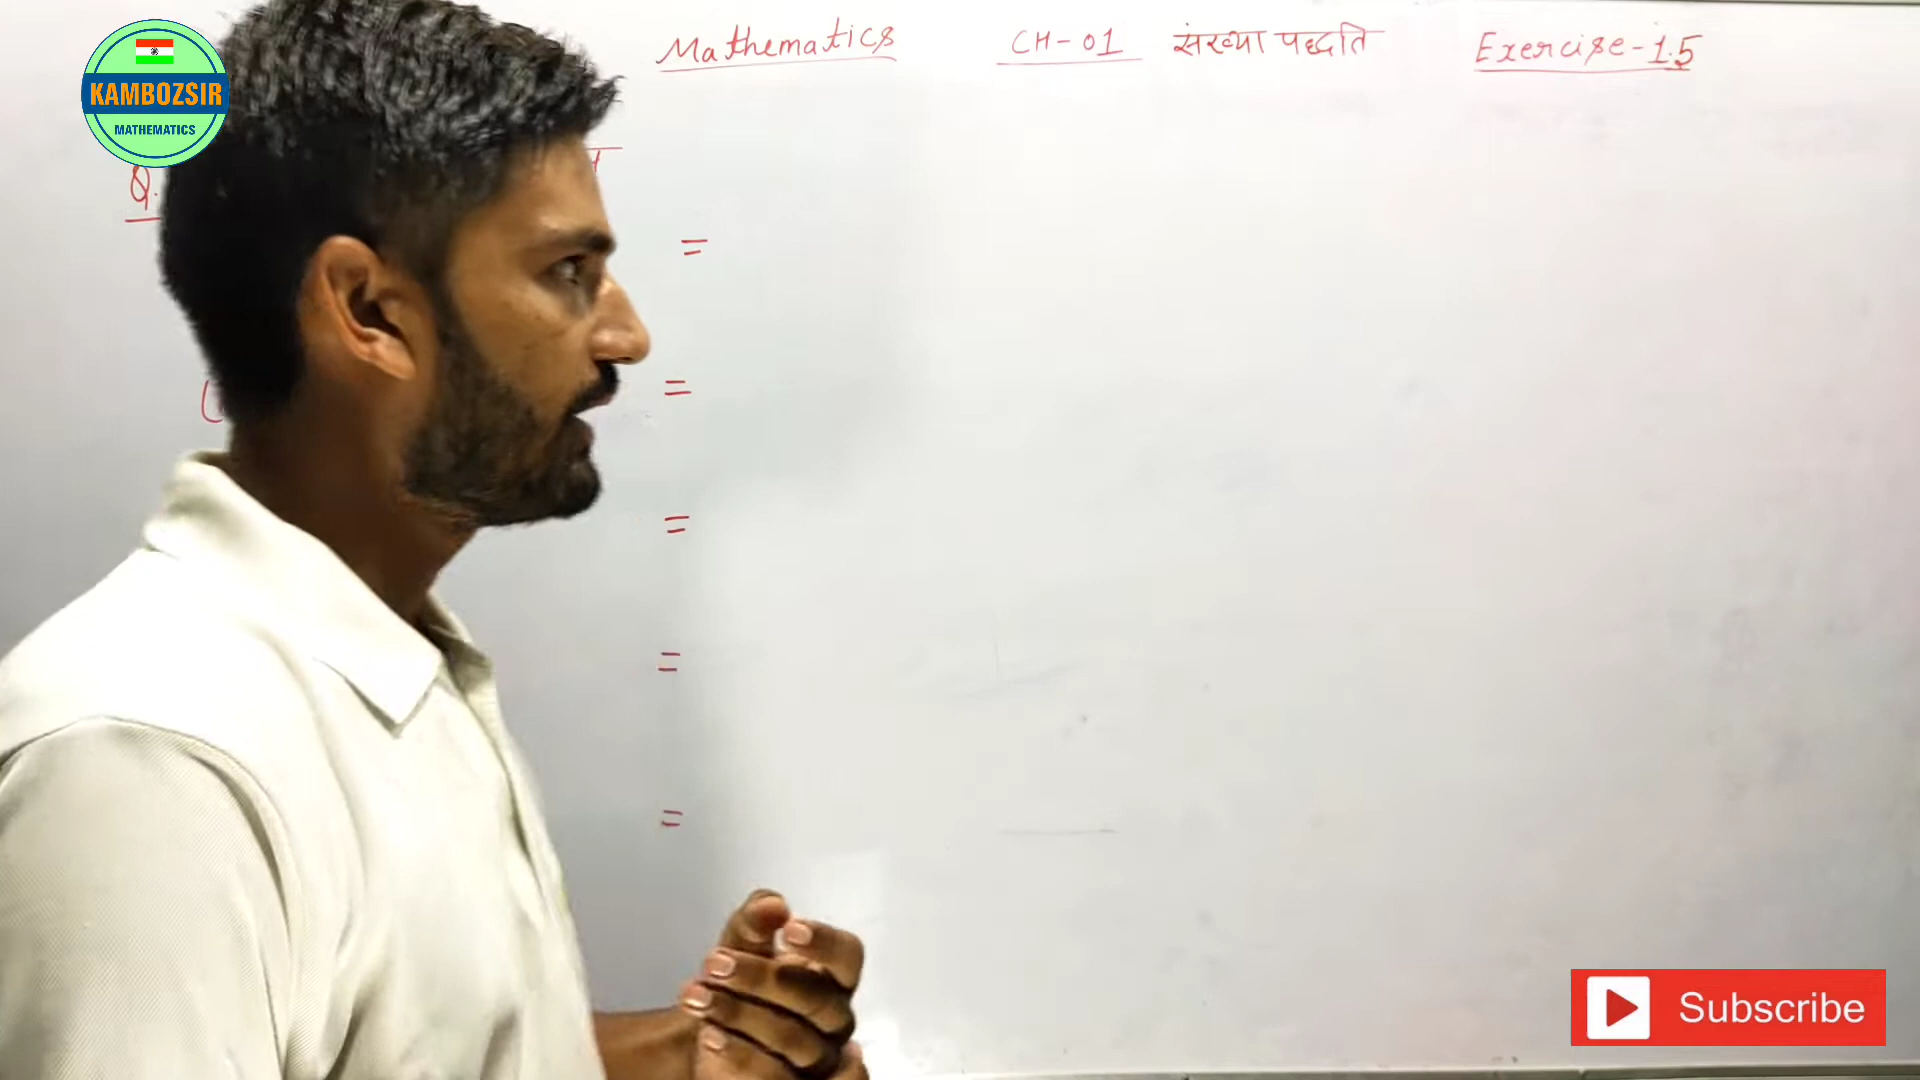 Mathematics CH-01 संख्या पद्धति Exercise-1.5
KAMBOZSIR
MATHEMATICS
Q.
=
=
=
=
=
Subscribe